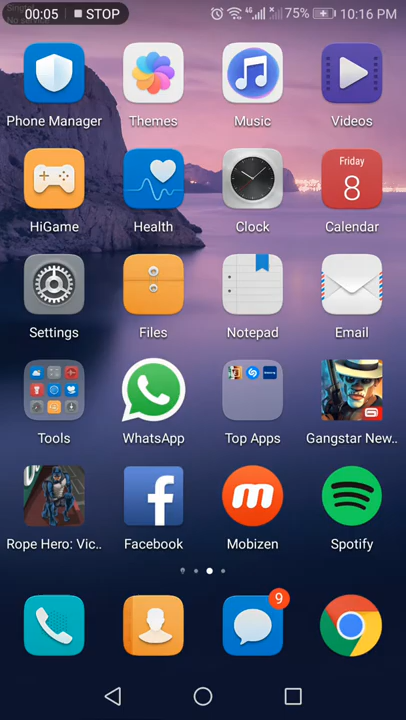 00:05 STOP 4G 75% 10:16 PM
Phone Manager Themes Music Videos
Friday
8
HiGame Health Clock Calendar
Settings Files Notepad Email
Tools WhatsApp Top Apps Gangstar New..
Rope Hero: Vic.. Facebook Mobizen Spotify
9